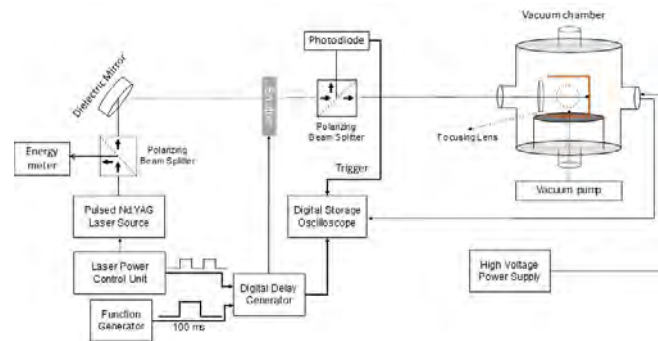 Vacuum chamber
Photodiode
Dielectric Mirror
Shutter
Polarizing
Beam Splitter
Focusing Lens
Energy
meter
Polarizing
Beam Splitter
Trigger
Vacuum pump
Pulsed Nd:YAG
Laser Source
Digital Storage
Oscilloscope
Laser Power
Control Unit
Digital Delay
Generator
High Voltage
Power Supply
Function
Generator
100 ms